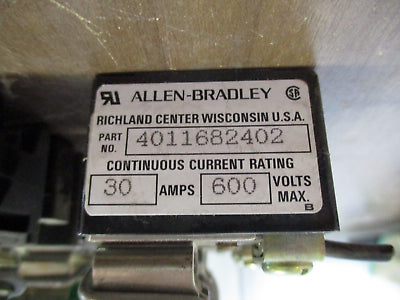 ALLEN-BRADLEY
RICHLAND CENTER WISCONSIN U.S.A.
PART NO. 4011682402
CONTINUOUS CURRENT RATING
30 AMPS 600 VOLTS MAX.
B